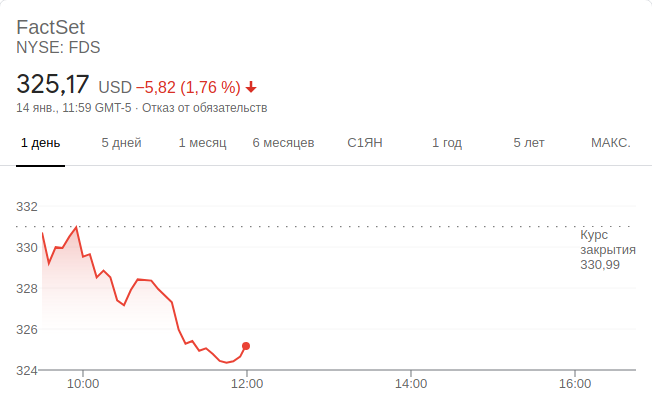 FactSet
NYSE: FDS
325,17 USD −5,82 (1,76 %)
14 янв., 11:59 GMT-5 · Отказ от обязательств
1 день 5 дней 1 месяц 6 месяцев С1ЯН 1 год 5 лет МАКС.
332
330
328
326
324
Курс
закрытия
330,99
10:00 12:00 14:00 16:00